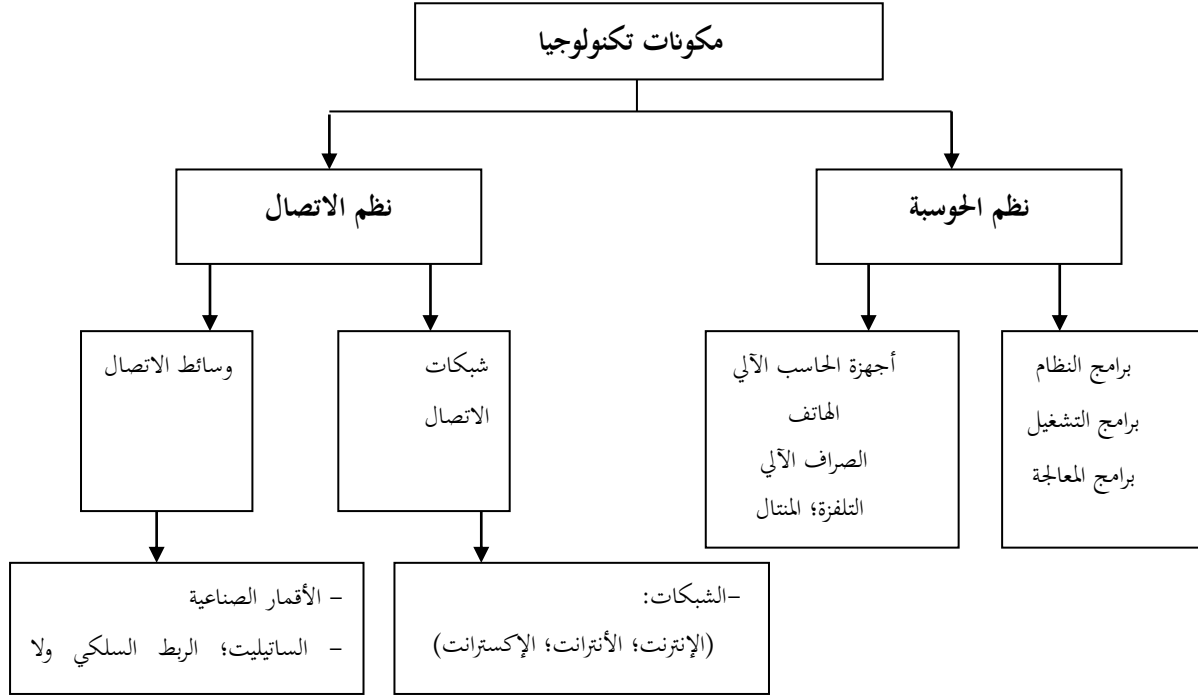 مكونات تكنولوجيا
نظم الحوسبة
نظم الاتصال
برامج النظام
برامج التشغيل
برامج المعالجة
أجهزة الحاسب الآلي
الهاتف
الصراف الآلي
التلفزة؛ المنتال
شبكات
الاتصال
وسائط الاتصال
–الشبكات:
(الإنترنت؛ الأنترانت؛ الإكسترانت)
– الأقمار الصناعية
– الساتيليت؛ الربط السلكي ولا